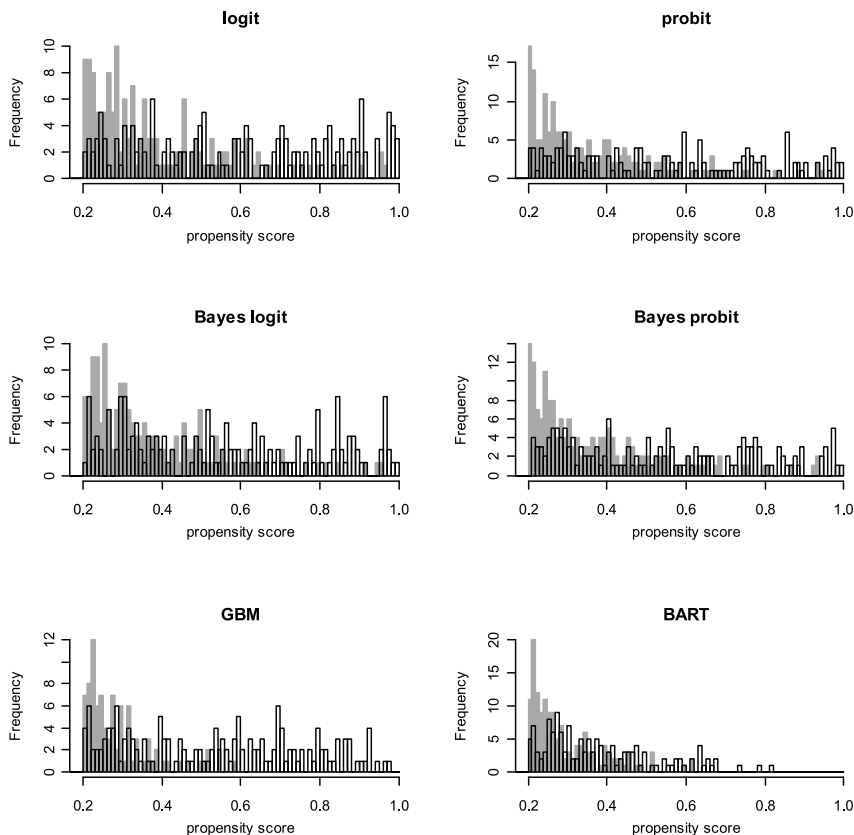 logit
Frequency
0 2 4 6 8 10
0.2 0.4 0.6 0.8 1.0
propensity score
probit
Frequency
0 5 10 15
0.2 0.4 0.6 0.8 1.0
propensity score
Bayes logit
Frequency
0 2 4 6 8 10
0.2 0.4 0.6 0.8 1.0
propensity score
Bayes probit
Frequency
0 2 4 6 8 12
0.2 0.4 0.6 0.8 1.0
propensity score
GBM
Frequency
0 2 4 6 8 12
0.2 0.4 0.6 0.8 1.0
propensity score
BART
Frequency
0 5 10 15 20
0.2 0.4 0.6 0.8 1.0
propensity score